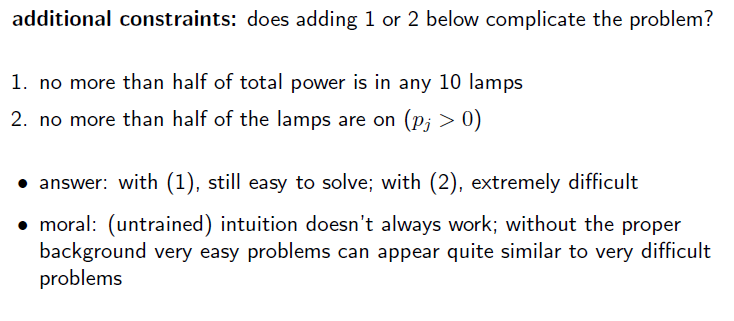 additional constraints: does adding 1 or 2 below complicate the problem?
1. no more than half of total power is in any 10 lamps
2. no more than half of the lamps are on (pⱼ > 0)
• answer: with (1), still easy to solve; with (2), extremely difficult
• moral: (untrained) intuition doesn't always work; without the proper
background very easy problems can appear quite similar to very difficult
problems